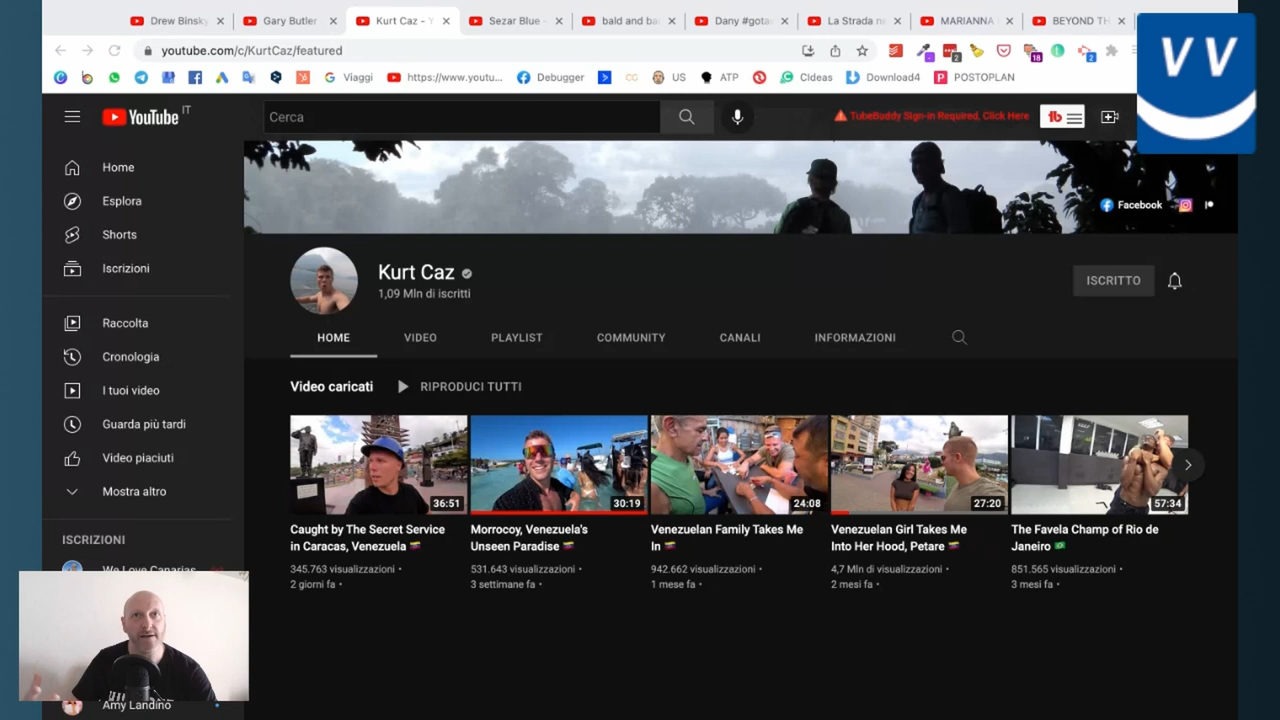 Drew Binsky
Gary Butler
Kurt Caz - Y
Sezar Blue -
bald and ba
Dany #gota
La Strada n
MARIANNA
BEYOND TH
youtube.com/c/KurtCaz/featured
Viaggi
https://www.youtu...
Debugger
CC
US
ATP
CIdeas
Download4
POSTOPLAN
VV
YouTube IT
Cerca
TubeBuddy Sign-in Required, Click Here
tb
Home
Esplora
Shorts
Iscrizioni
Raccolta
Cronologia
I tuoi video
Guarda più tardi
Video piaciuti
Mostra altro
ISCRIZIONI
We Love Canarias
Amy Landino
Facebook
Kurt Caz
1,09 Mln di iscritti
ISCRITTO
HOME
VIDEO
PLAYLIST
COMMUNITY
CANALI
INFORMAZIONI
Video caricati
RIPRODUCI TUTTI
36:51
30:19
24:08
27:20
57:34
Caught by The Secret Service
in Caracas, Venezuela
345.763 visualizzazioni •
2 giorni fa •
Morrocoy, Venezuela's
Unseen Paradise
531.643 visualizzazioni •
3 settimane fa •
Venezuelan Family Takes Me
In
942.662 visualizzazioni •
1 mese fa •
Venezuelan Girl Takes Me
Into Her Hood, Petare
4,7 Mln di visualizzazioni •
2 mesi fa •
The Favela Champ of Rio de
Janeiro
851.565 visualizzazioni •
3 mesi fa •